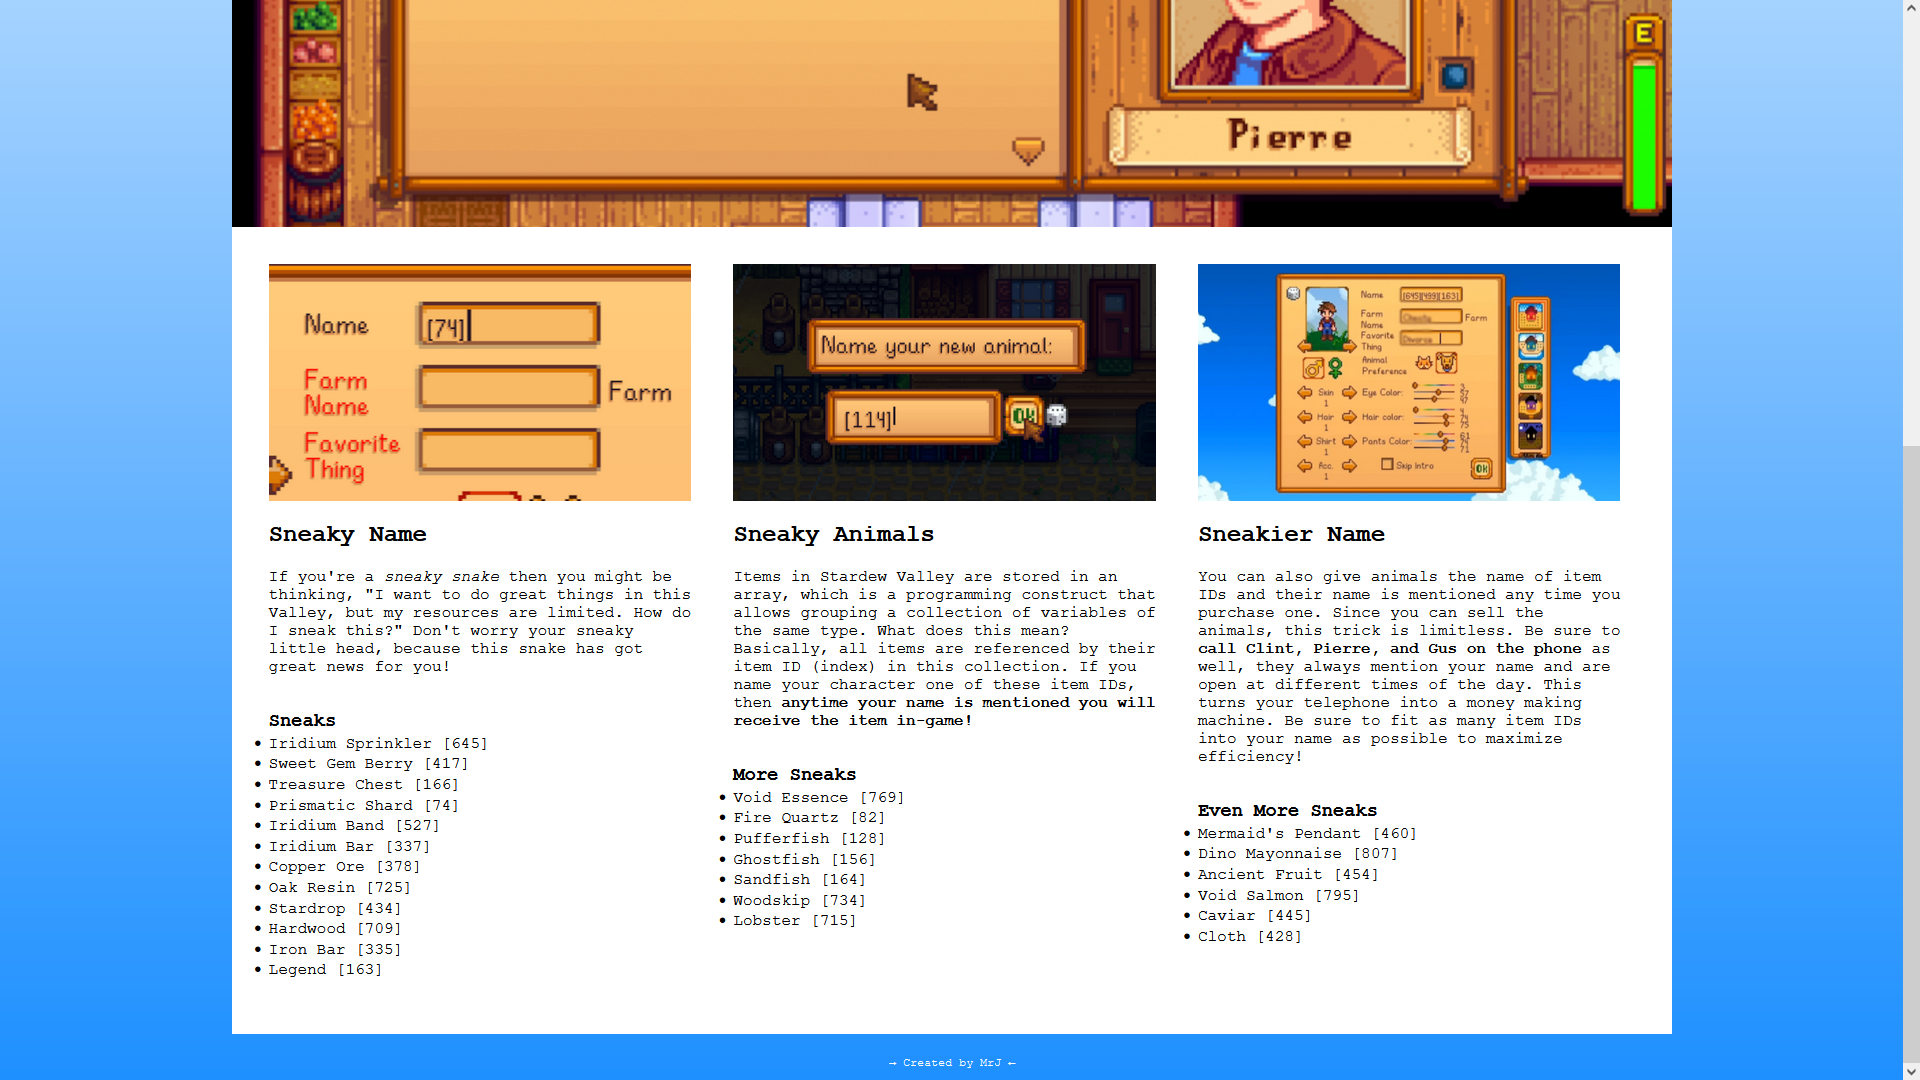 E
Pierre
Name [74]
Farm
Name
Farm
Favorite
Thing
Name your new animal:
[114]
OK
Name [645][499][163]
Farm
Name
Farm
Favorite
Thing
Animal
Preference
Skin
1
Eye Color:
Hair
1
Hair color:
Shirt
1
Pants Color:
Acc.
1
Skip Intro
OK
Sneaky Name
If you're a sneaky snake then you might be
thinking, "I want to do great things in this
Valley, but my resources are limited. How do
I sneak this?" Don't worry your sneaky
little head, because this snake has got
great news for you!
Sneaks
Iridium Sprinkler [645]
Sweet Gem Berry [417]
Treasure Chest [166]
Prismatic Shard [74]
Iridium Band [527]
Iridium Bar [337]
Copper Ore [378]
Oak Resin [725]
Stardrop [434]
Hardwood [709]
Iron Bar [335]
Legend [163]
Sneaky Animals
Items in Stardew Valley are stored in an
array, which is a programming construct that
allows grouping a collection of variables of
the same type. What does this mean?
Basically, all items are referenced by their
item ID (index) in this collection. If you
name your character one of these item IDs,
then anytime your name is mentioned you will
receive the item in-game!
More Sneaks
Void Essence [769]
Fire Quartz [82]
Pufferfish [128]
Ghostfish [156]
Sandfish [164]
Woodskip [734]
Lobster [715]
Sneakier Name
You can also give animals the name of item
IDs and their name is mentioned any time you
purchase one. Since you can sell the
animals, this trick is limitless. Be sure to
call Clint, Pierre, and Gus on the phone as
well, they always mention your name and are
open at different times of the day. This
turns your telephone into a money making
machine. Be sure to fit as many item IDs
into your name as possible to maximize
efficiency!
Even More Sneaks
Mermaid's Pendant [460]
Dino Mayonnaise [807]
Ancient Fruit [454]
Void Salmon [795]
Caviar [445]
Cloth [428]
→ Created by MrJ ←